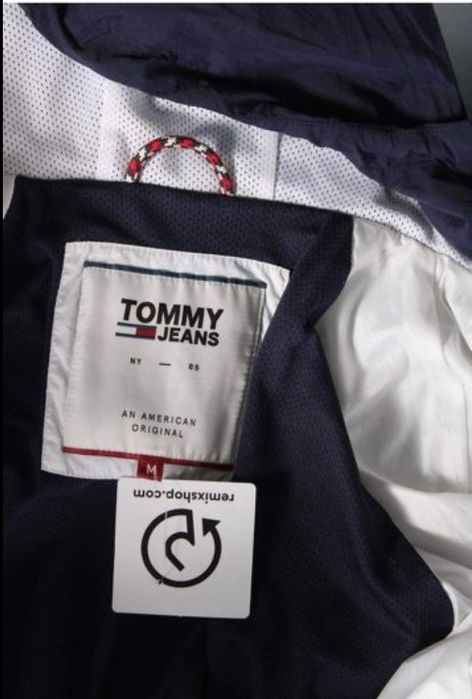 TOMMY
JEANS
NY — 85
AN AMERICAN
ORIGINAL
M
remixshop.com